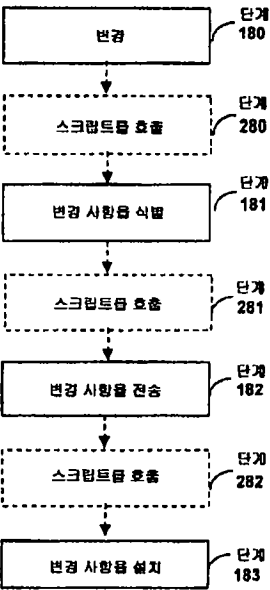 변경
단계
180
스크립트를 호출
단계
280
변경 사항을 식별
단계
181
스크립트를 호출
단계
281
변경 사항을 전송
단계
182
스크립트를 호출
단계
282
변경 사항을 설치
단계
183